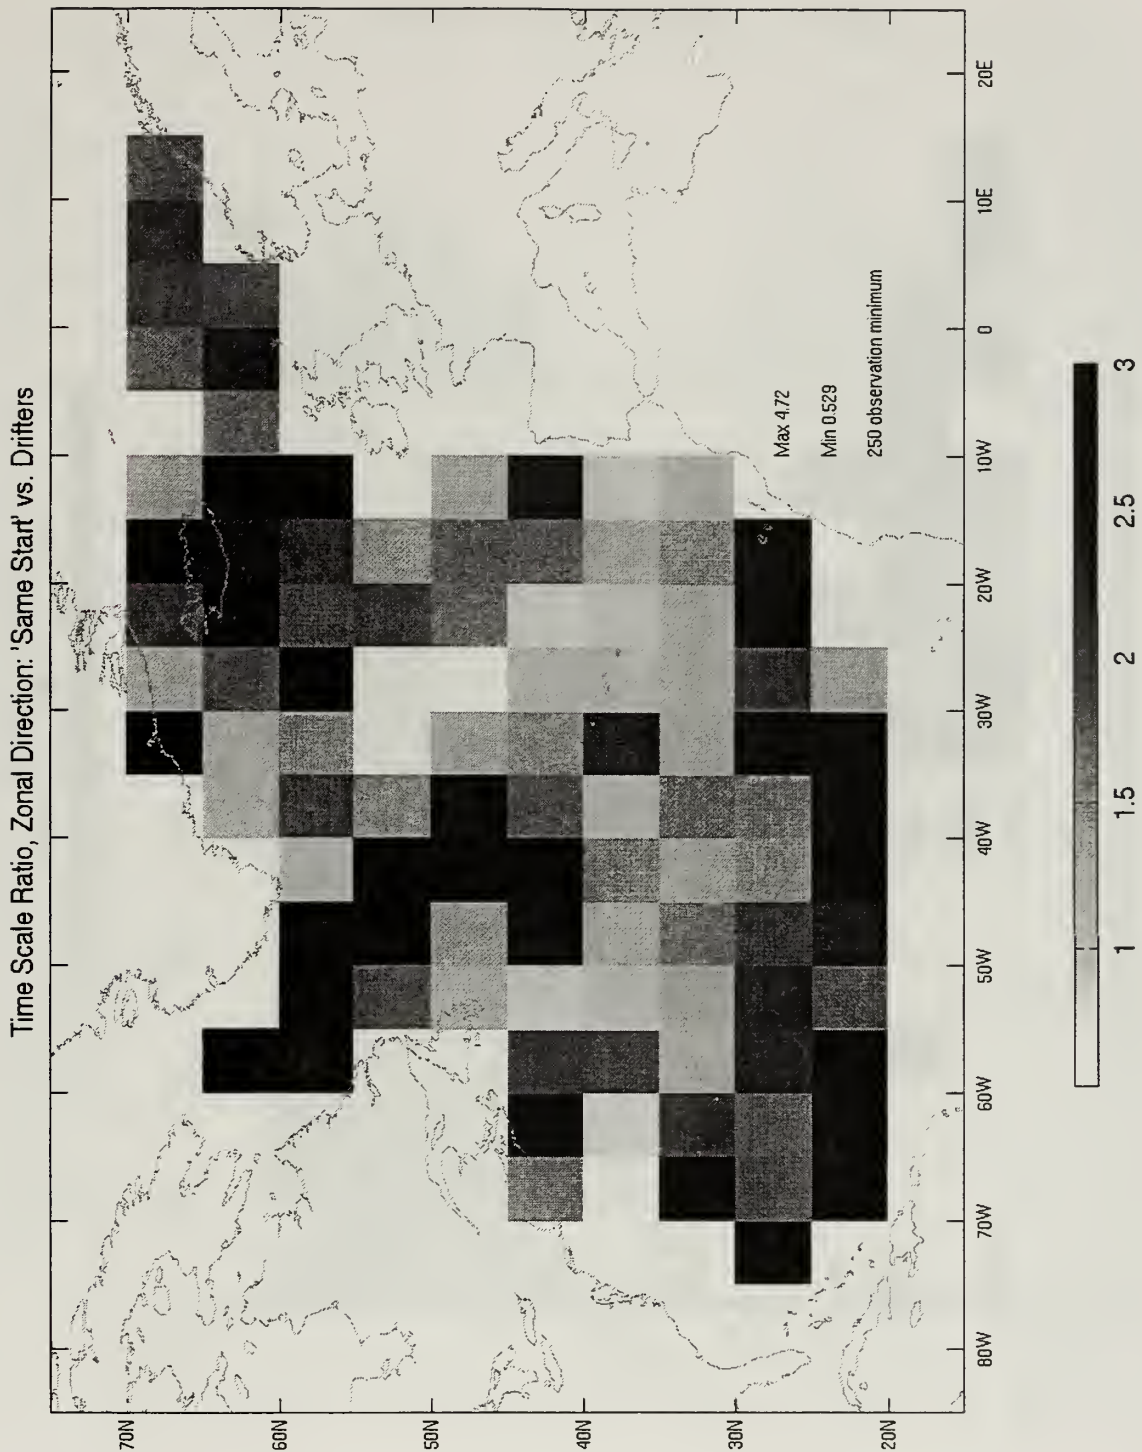 Time Scale Ratio, Zonal Direction: 'Same Start' vs. Drifters
70N
60N
50N
40N
30N
20N
80W
70W
60W
50W
40W
30W
20W
10W
0
10E
20E
Max 4.72
Min 0.529
250 observation minimum
1
1.5
2
2.5
3